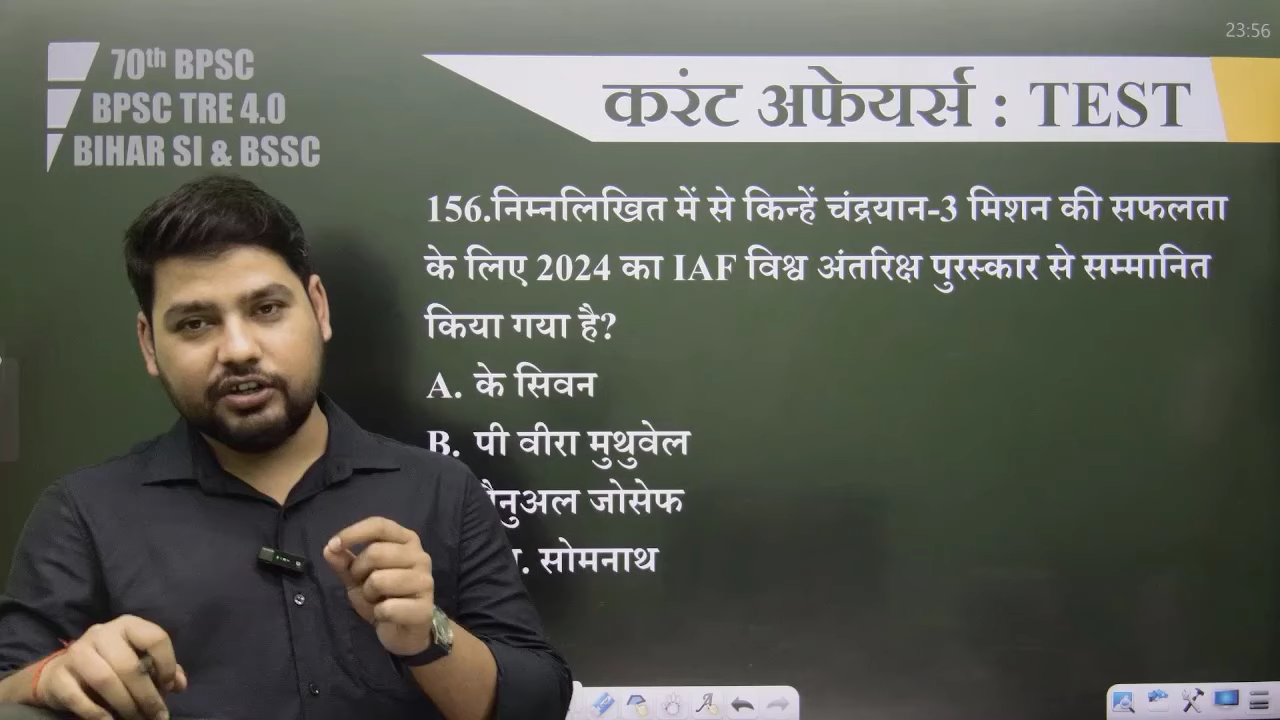 23:56
70th BPSC
BPSC TRE 4.0
BIHAR SI & BSSC
करंट अफेयर्स : TEST
156.निम्नलिखित में से किन्हें चंद्रयान-3 मिशन की सफलता
के लिए 2024 का IAF विश्व अंतरिक्ष पुरस्कार से सम्मानित
किया गया है?
A. के सिवन
B. पी वीरा मुथुवेल
जोसेफ
सोमनाथ